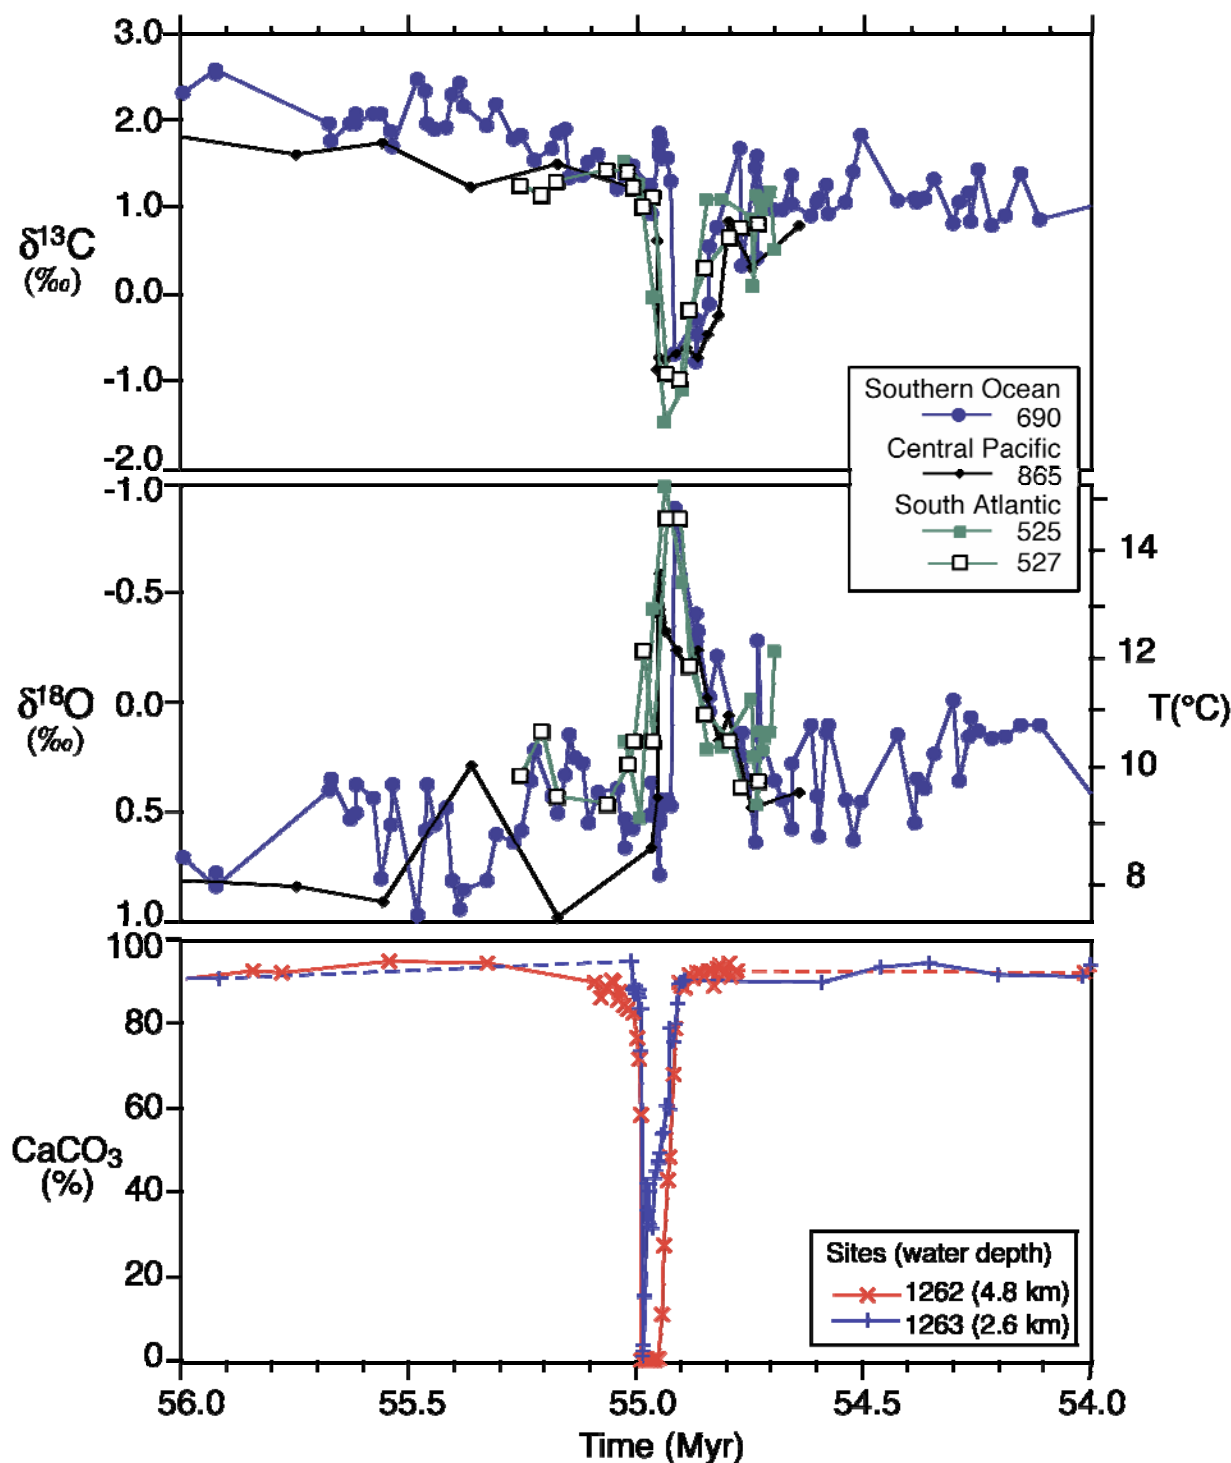 3.0
2.0
1.0
δ¹³C
(‰)
0.0
-1.0
-2.0
Southern Ocean
690
Central Pacific
865
South Atlantic
525
527
-1.0
-0.5
0.0
δ¹⁸O
(‰)
0.5
1.0
14
12
T(°C)
10
8
100
80
60
CaCO₃
(%)
40
20
0
Sites (water depth)
1262 (4.8 km)
1263 (2.6 km)
56.0 55.5 55.0 54.5 54.0
Time (Myr)